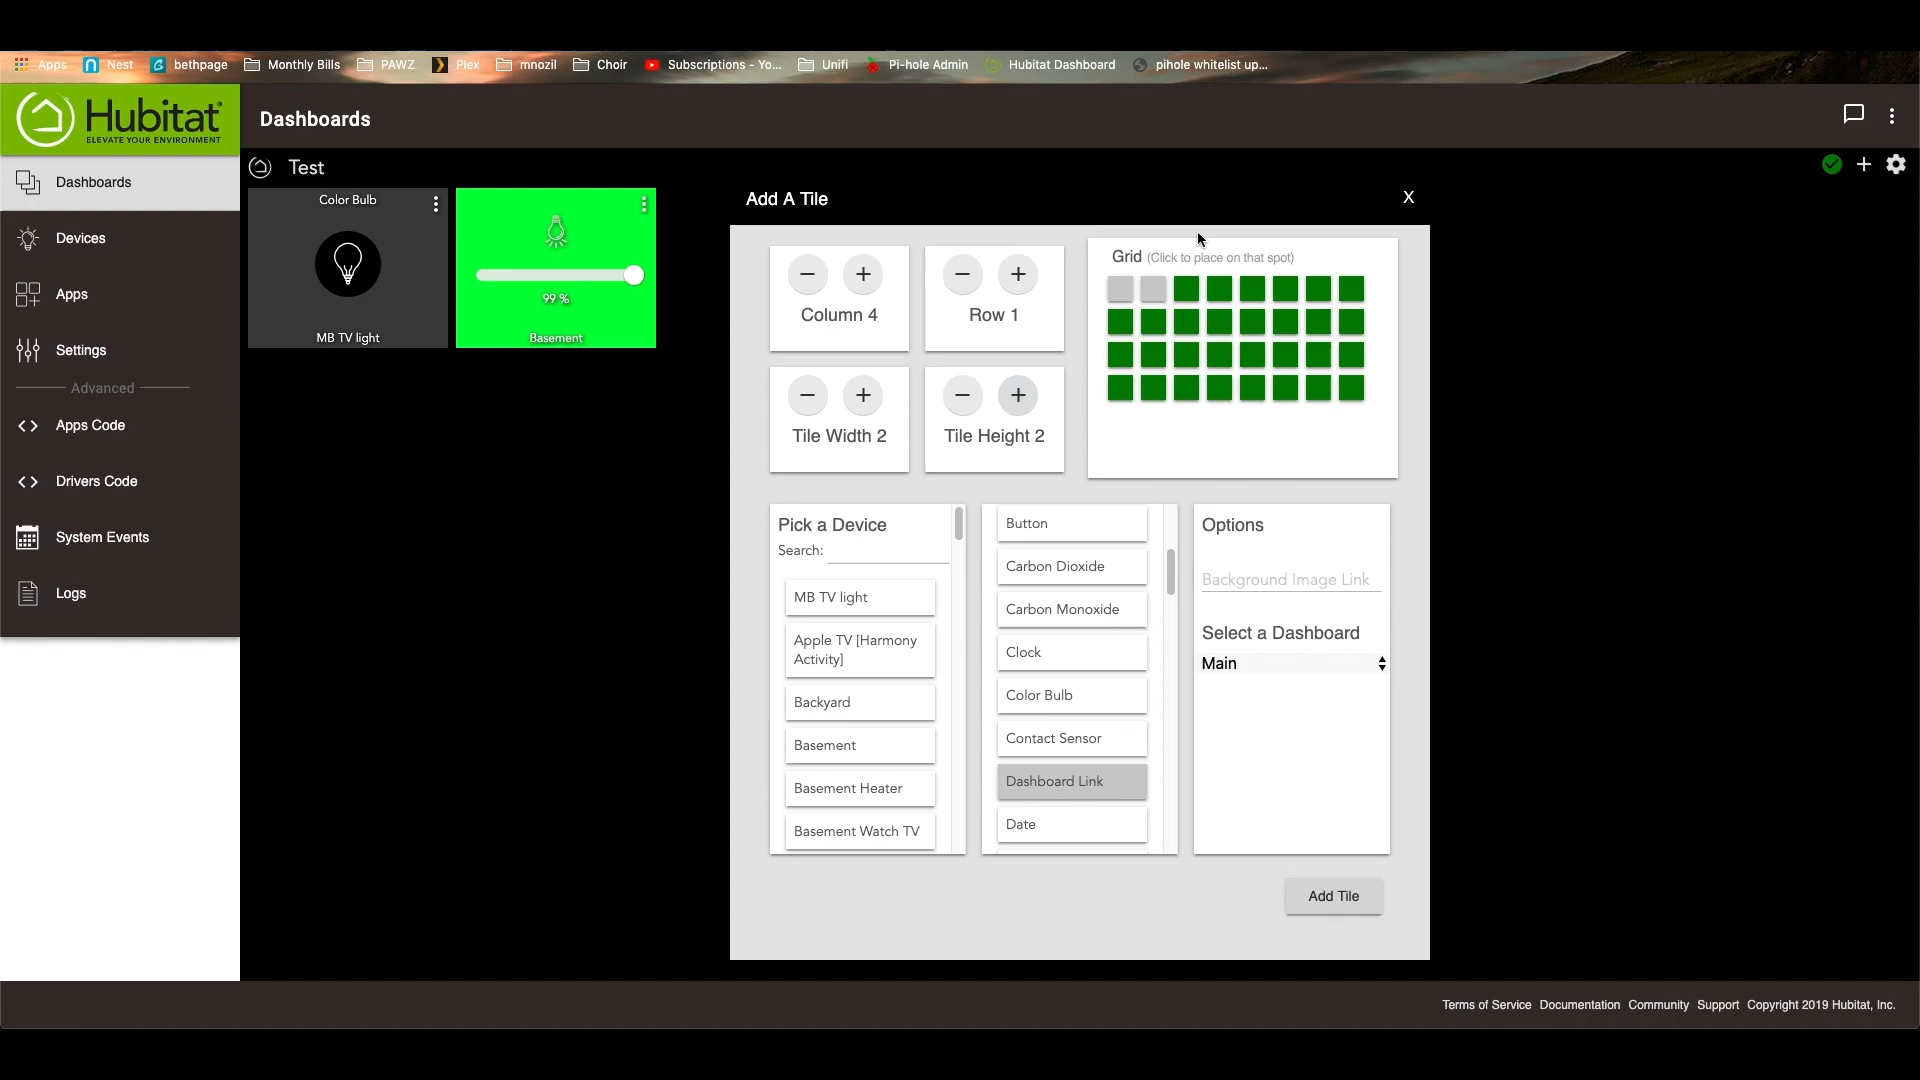 Apps Nest bethpage Monthly Bills PAWZ Plex mnozil Choir Subscriptions - Yo... Unifi Pi-hole Admin Hubitat Dashboard pihole whitelist up...
Hubitat®
ELEVATE YOUR ENVIRONMENT
Dashboards
Dashboards
Devices
Apps
Settings
Advanced
Apps Code
Drivers Code
System Events
Logs
Test
Color Bulb
MB TV light
99 %
Basement
Add A Tile X
− + − +
Column 4 Row 1
− + − +
Tile Width 2 Tile Height 2
Grid (Click to place on that spot)
Pick a Device
Search:
MB TV light
Apple TV [Harmony
Activity]
Backyard
Basement
Basement Heater
Basement Watch TV
Button
Carbon Dioxide
Carbon Monoxide
Clock
Color Bulb
Contact Sensor
Dashboard Link
Date
Options
Background Image Link
Select a Dashboard
Main
Add Tile
Terms of Service Documentation Community Support Copyright 2019 Hubitat, Inc.